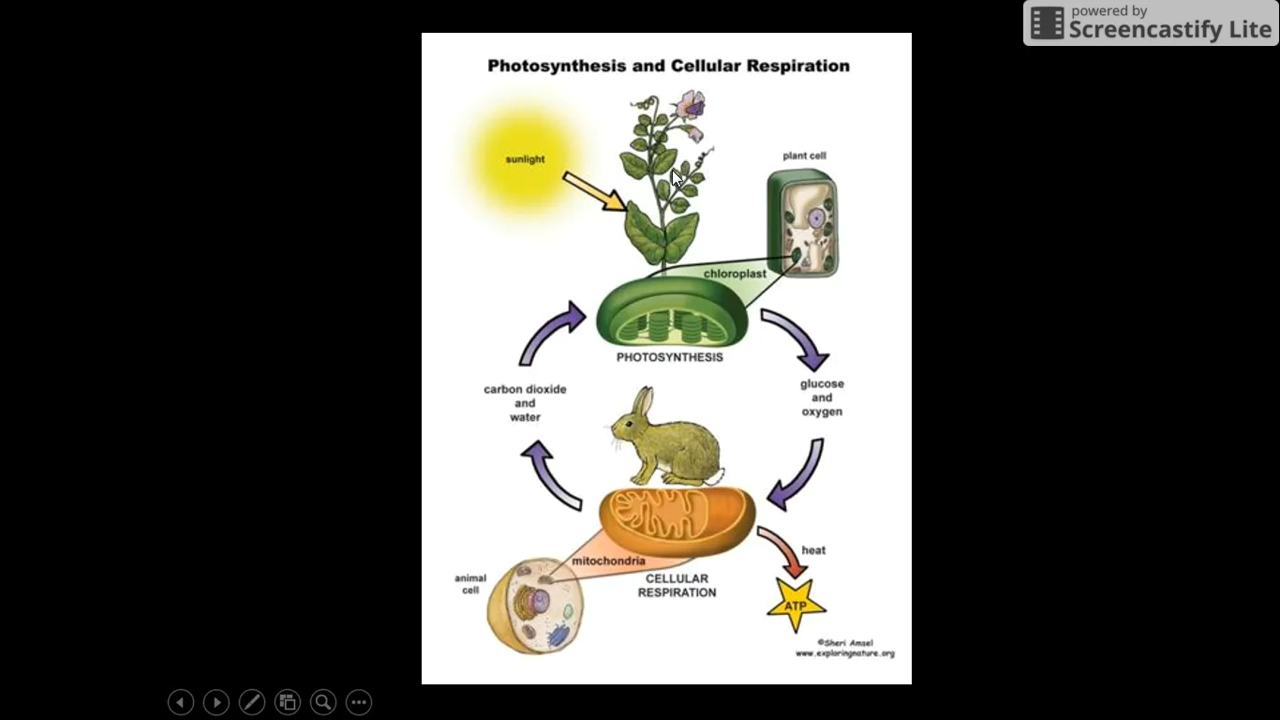 powered by
Screencastify Lite
Photosynthesis and Cellular Respiration
sunlight
plant cell
chloroplast
PHOTOSYNTHESIS
carbon dioxide
and
water
glucose
and
oxygen
mitochondria
heat
animal
cell
CELLULAR
RESPIRATION
ATP
©Sheri Amsel
www.exploringnature.org